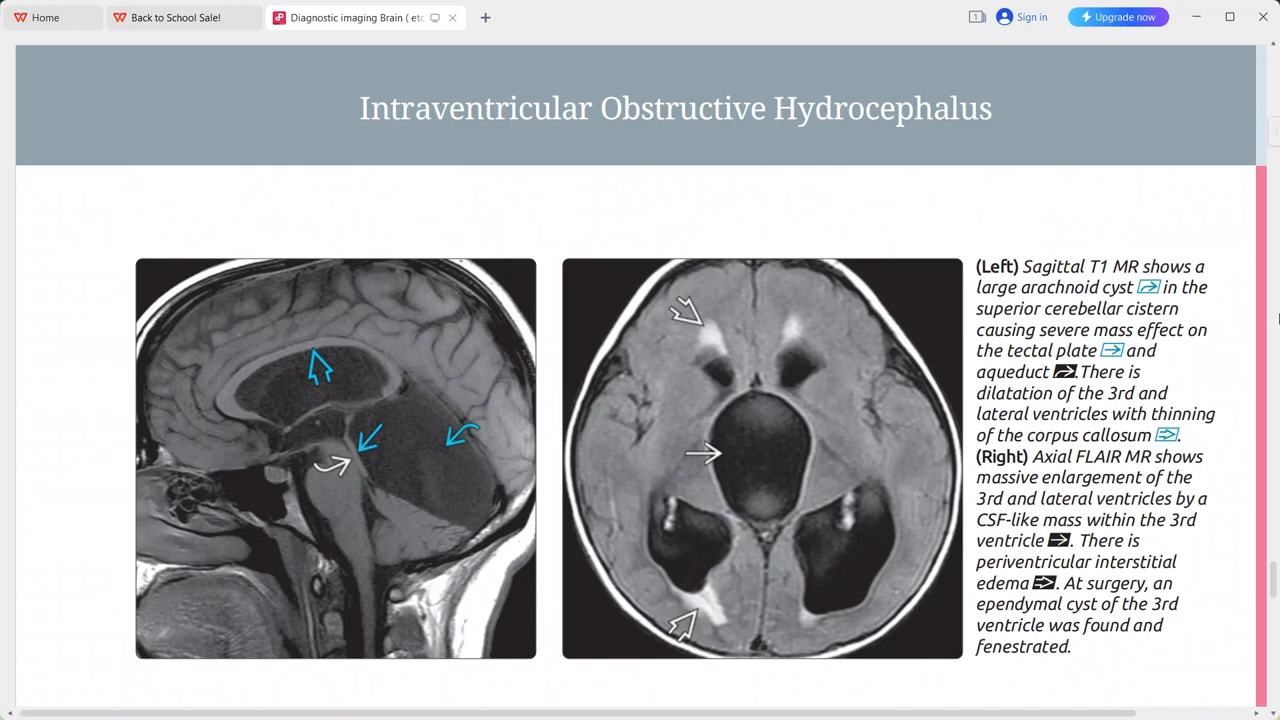 Home
Back to School Sale!
Diagnostic imaging Brain ( etc
1
Sign in
Upgrade now
Intraventricular Obstructive Hydrocephalus
(Left) Sagittal T1 MR shows a
large arachnoid cyst in the
superior cerebellar cistern
causing severe mass effect on
the tectal plate and
aqueduct .There is
dilatation of the 3rd and
lateral ventricles with thinning
of the corpus callosum .
(Right) Axial FLAIR MR shows
massive enlargement of the
3rd and lateral ventricles by a
CSF-like mass within the 3rd
ventricle . There is
periventricular interstitial
edema . At surgery, an
ependymal cyst of the 3rd
ventricle was found and
fenestrated.